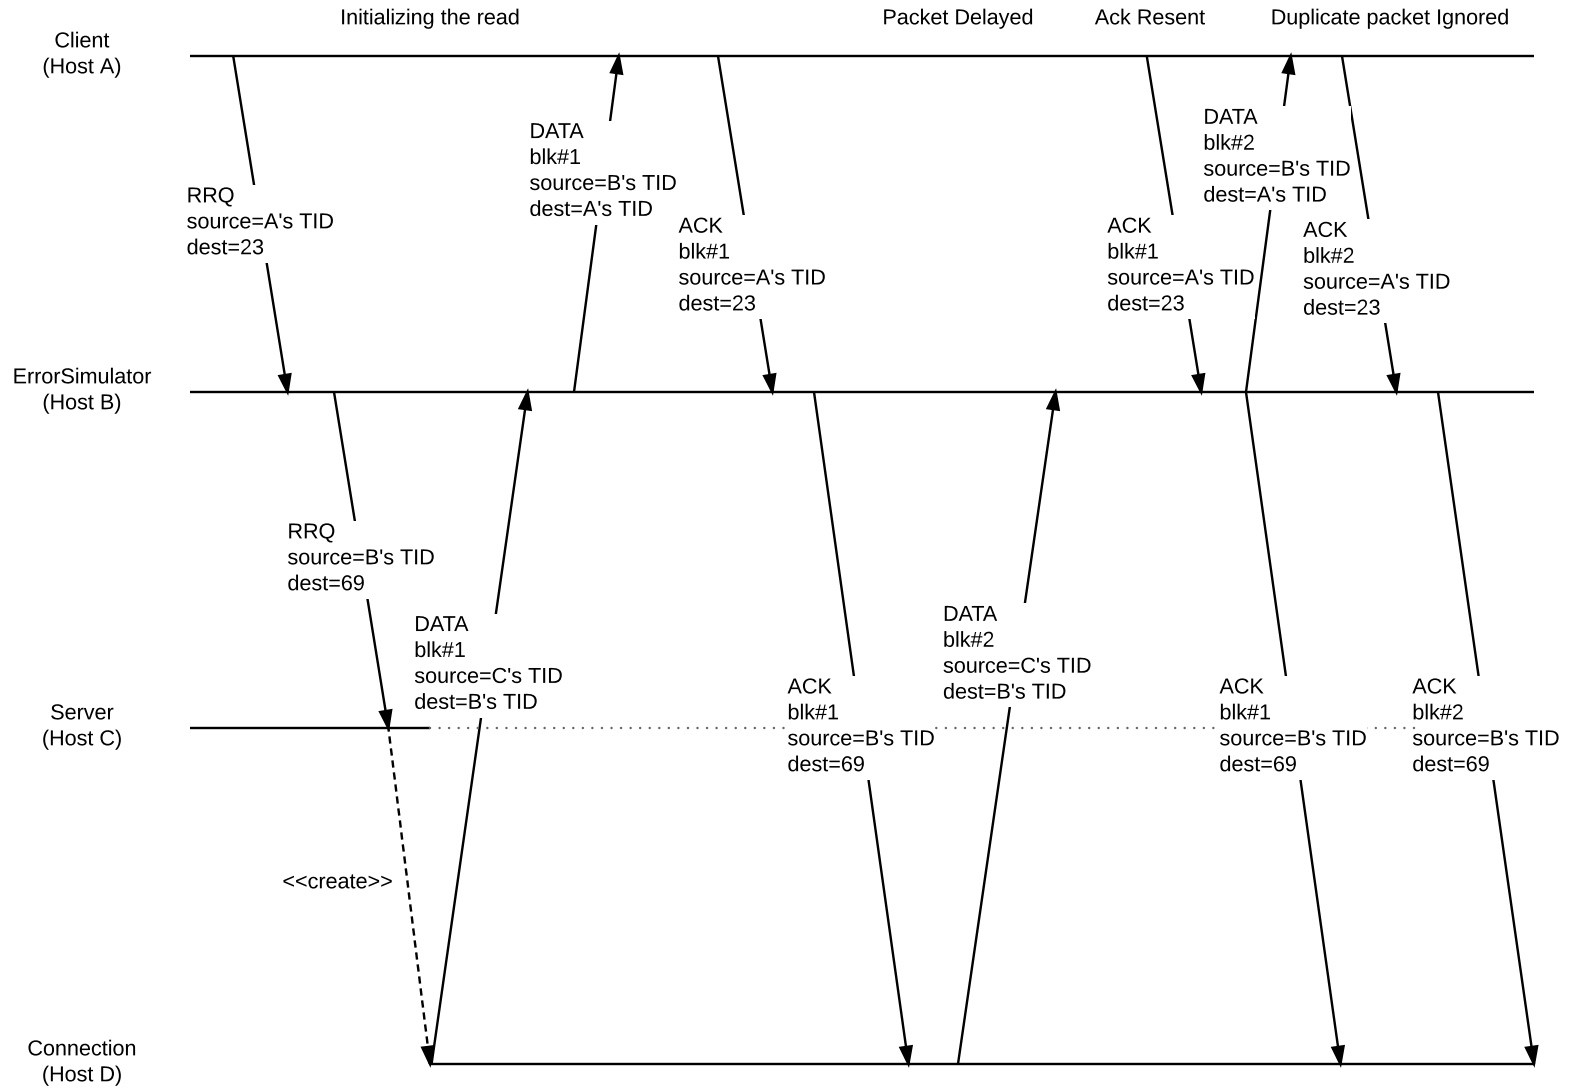 Initializing the read
Packet Delayed
Ack Resent
Duplicate packet Ignored
Client
(Host A)
DATA
blk#1
source=B's TID
dest=A's TID
DATA
blk#2
source=B's TID
dest=A's TID
RRQ
source=A's TID
dest=23
ACK
blk#1
source=A's TID
dest=23
ACK
blk#1
source=A's TID
dest=23
ACK
blk#2
source=A's TID
dest=23
ErrorSimulator
(Host B)
RRQ
source=B's TID
dest=69
DATA
blk#1
source=C's TID
dest=B's TID
DATA
blk#2
source=C's TID
dest=B's TID
ACK
blk#1
source=B's TID
dest=69
ACK
blk#1
source=B's TID
dest=69
ACK
blk#2
source=B's TID
dest=69
Server
(Host C)
<<create>>
Connection
(Host D)